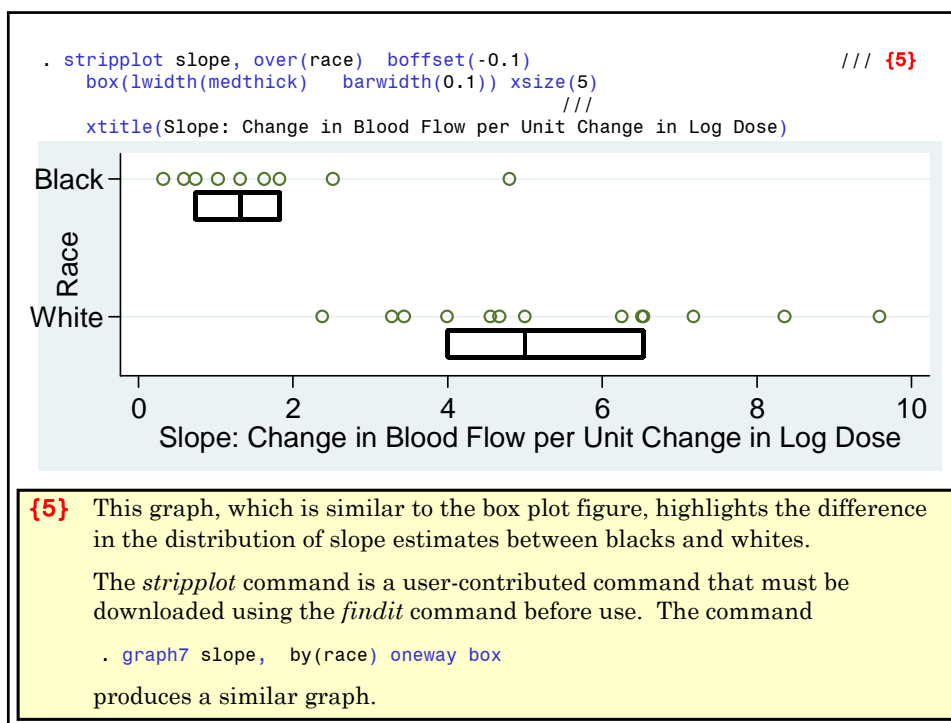 . stripplot slope, over(race)  boffset(-0.1) /// {5}
box(lwidth(medthick)   barwidth(0.1)) xsize(5)
///
xtitle(Slope: Change in Blood Flow per Unit Change in Log Dose)
Black
Race
White
0 2 4 6 8 10
Slope: Change in Blood Flow per Unit Change in Log Dose
{5} This graph, which is similar to the box plot figure, highlights the difference
in the distribution of slope estimates between blacks and whites.
The stripplot command is a user-contributed command that must be
downloaded using the findit command before use.  The command
. graph7 slope,  by(race) oneway box
produces a similar graph.